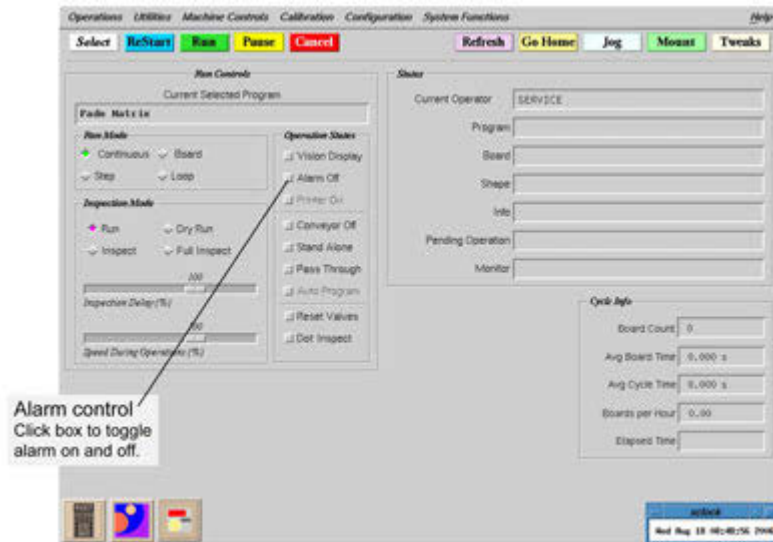 Operations Utilities Machine Controls Calibration Configuration System Functions Help
Select ReStart Run Pause Cancel Refresh Go Home Jog Mount Tweaks
Run Controls
Current Selected Program
Pado Matrix
Run Mode
Continuous Board
Step Loop
Inspection Mode
Run Dry Run
Inspect Full Inspect
100
Inspection Delay (%)
100
Speed During Operations (%)
Operation States
Vision Display
Alarm Off
Printer On
Conveyor Off
Stand Alone
Pass Through
Auto Program
Reset Valves
Dot Inspect
Status
Current Operator SERVICE
Program
Board
Shape
Info
Pending Operation
Monitor
Cycle Info
Board Count 0
Avg Board Time 0.000 s
Avg Cycle Time 0.000 s
Boards per Hour 0.00
Elapsed Time
Alarm control
Click box to toggle
alarm on and off.
xclock
Wed Aug 18